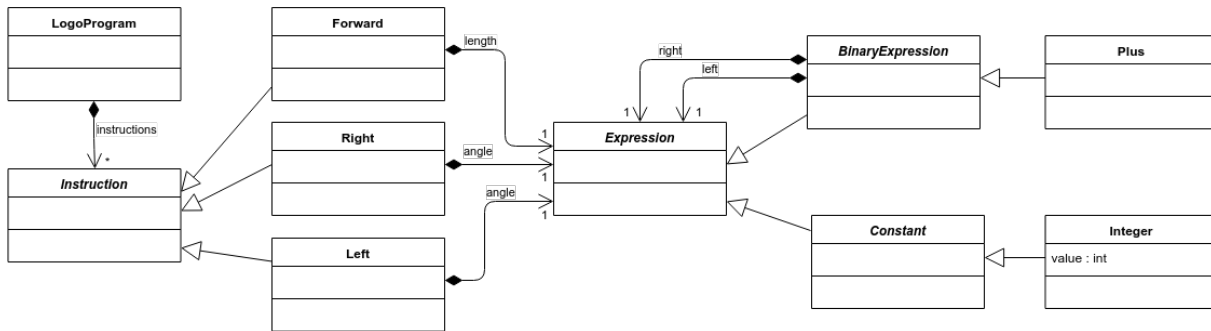 LogoProgram
Forward
length
right
left
BinaryExpression
Plus
instructions
*
Right
angle
1
1
1
1
1
Expression
Instruction
angle
Left
Constant
Integer
value : int